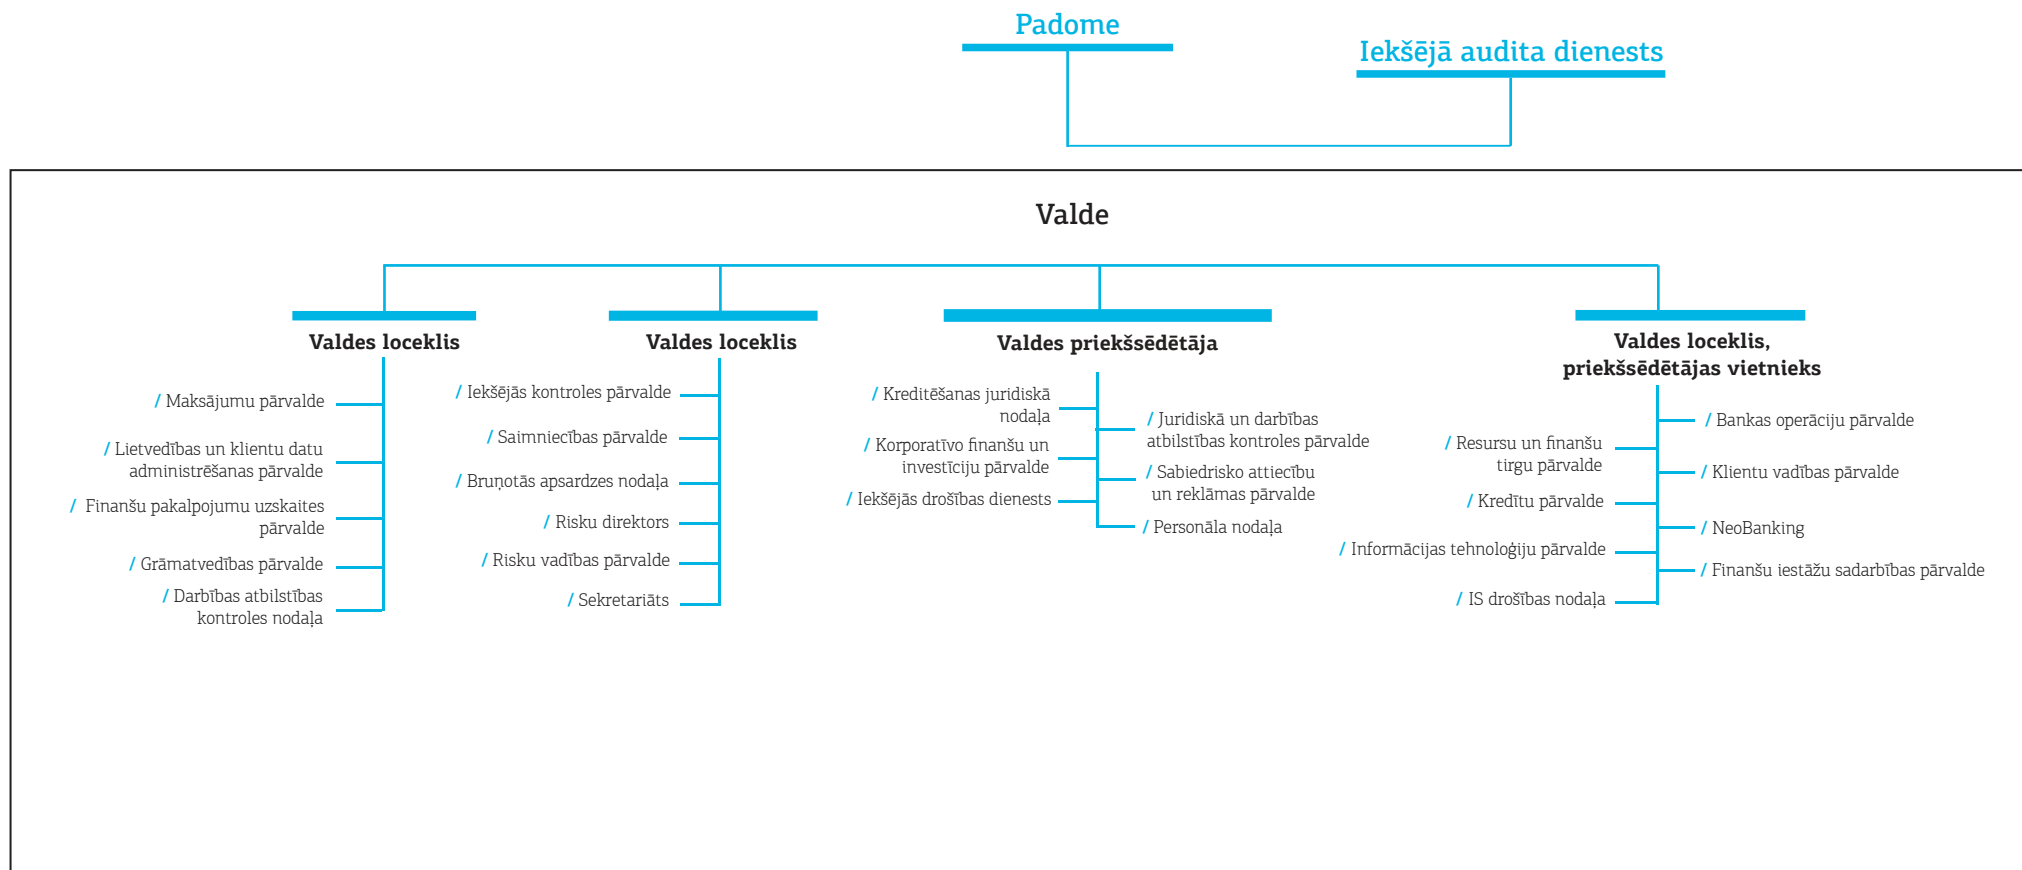 Padome
Iekšējā audita dienests
Valde
Valdes loceklis
/ Maksājumu pārvalde
/ Lietvedības un klientu datu
administrēšanas pārvalde
/ Finanšu pakalpojumu uzskaites
pārvalde
/ Grāmatvedības pārvalde
/ Darbības atbilstības
kontroles nodaļa
Valdes loceklis
/ Iekšējās kontroles pārvalde
/ Saimniecības pārvalde
/ Bruņotās apsardzes nodaļa
/ Risku direktors
/ Risku vadības pārvalde
/ Sekretariāts
Valdes priekšsēdētāja
/ Kreditēšanas juridiskā
nodaļa
/ Korporatīvo finanšu un
investīciju pārvalde
/ Iekšējās drošības dienests
/ Juridiskā un darbības
atbilstības kontroles pārvalde
/ Sabiedrisko attiecību
un reklāmas pārvalde
/ Personāla nodaļa
Valdes loceklis,
priekšsēdētājas vietnieks
/ Resursu un finanšu
tirgu pārvalde
/ Kredītu pārvalde
/ Informācijas tehnoloģiju pārvalde
/ IS drošības nodaļa
/ Bankas operāciju pārvalde
/ Klientu vadības pārvalde
/ NeoBanking
/ Finanšu iestāžu sadarbības pārvalde